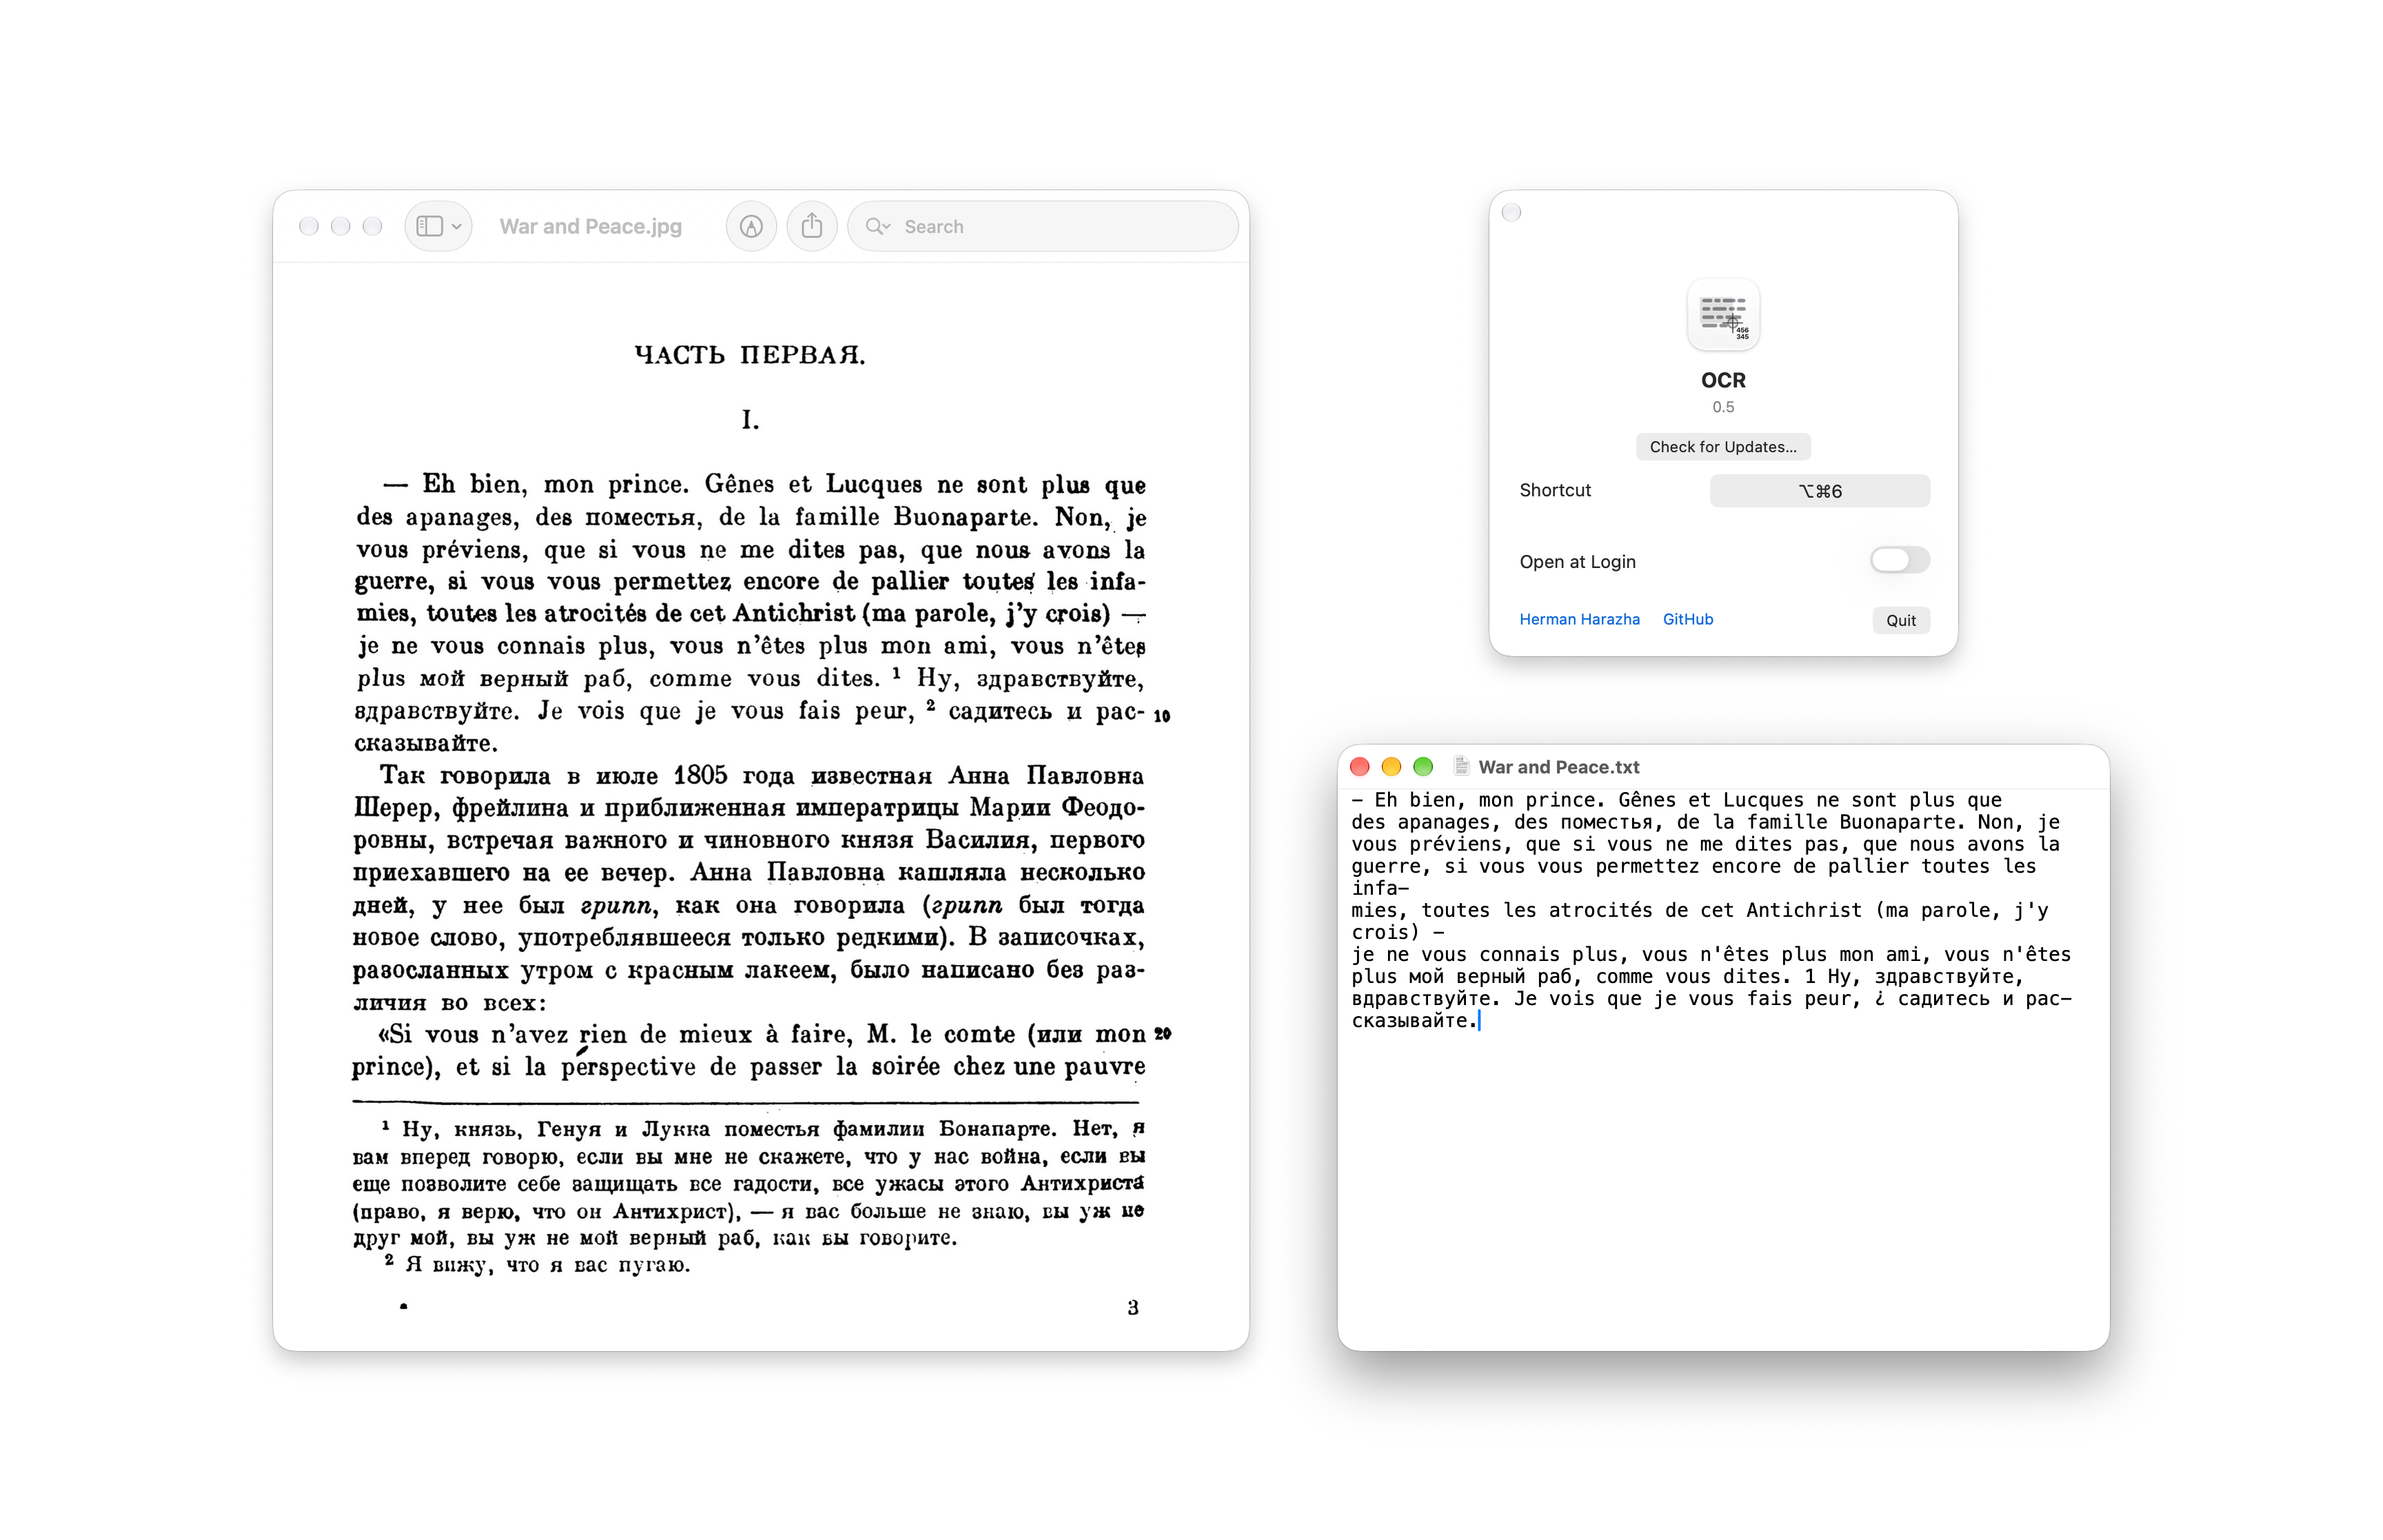 War and Peace.jpg
Search
ЧАСТЬ ПЕРВАЯ.
I.
— Eh bien, mon prince. Gênes et Lucques ne sont plus que
des apanages, des поместья, de la famille Buonaparte. Non, je
vous préviens, que si vous ne me dites pas, que nous avons la
guerre, si vous vous permettez encore de pallier toutes les infa-
mies, toutes les atrocités de cet Antichrist (ma parole, j’y crois) —
je ne vous connais plus, vous n’êtes plus mon ami, vous n’êtes
plus мой верный раб, comme vous dites. ¹ Ну, здравствуйте,
здравствуйте. Je vois que je vous fais peur, ² садитесь и рас- 10
сказывайте.
Так говорила в июле 1805 года известная Анна Павловна
Шерер, фрейлина и приближенная императрицы Марии Феодо-
ровны, встречая важного и чиновного князя Василия, первого
приехавшего на ее вечер. Анна Павловна кашляла несколько
дней, у нее был грипп, как она говорила (грипп был тогда
новое слово, употреблявшееся только редкими). В записочках,
разосланных утром с красным лакеем, было написано без раз-
личия во всех:
«Si vous n’avez rien de mieux à faire, M. le comte (или mon 20
prince), et si la perspective de passer la soirée chez une pauvre
¹ Ну, князь, Генуя и Лукка поместья фамилии Бонапарте. Нет, я
вам вперед говорю, если вы мне не скажете, что у нас война, если вы
еще позволите себе защищать все гадости, все ужасы этого Антихриста
(право, я верю, что он Антихрист), — я вас больше не знаю, вы уж не
друг мой, вы уж не мой верный раб, как вы говорите.
² Я вижу, что я вас пугаю.
3
456
345
OCR
0.5
Check for Updates...
Shortcut ⌥⌘6
Open at Login
Herman Harazha GitHub Quit
War and Peace.txt
– Eh bien, mon prince. Gênes et Lucques ne sont plus que
des apanages, des поместья, de la famille Buonaparte. Non, je
vous préviens, que si vous ne me dites pas, que nous avons la
guerre, si vous vous permettez encore de pallier toutes les
infa–
mies, toutes les atrocités de cet Antichrist (ma parole, j'y
crois) –
je ne vous connais plus, vous n'êtes plus mon ami, vous n'êtes
plus мой верный раб, comme vous dites. 1 Ну, здравствуйте,
вдравствуйте. Je vois que je vous fais peur, ¿ садитесь и рас–
сказывайте.